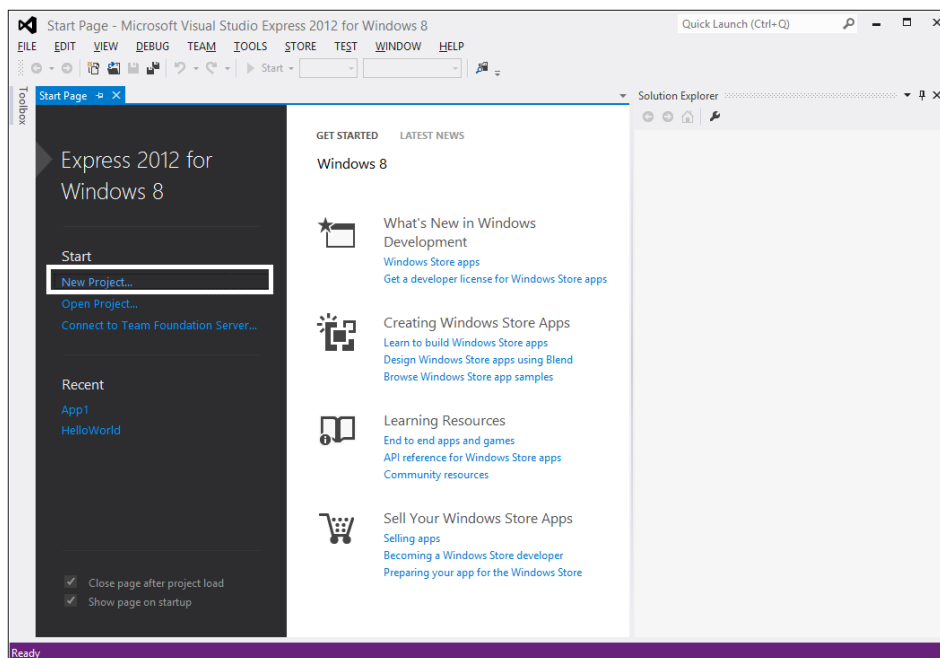 Start Page - Microsoft Visual Studio Express 2012 for Windows 8
Quick Launch (Ctrl+Q)
FILE EDIT VIEW DEBUG TEAM TOOLS STORE TEST WINDOW HELP
Start
Toolbox
Start Page
Solution Explorer
Express 2012 for
Windows 8
Start
New Project...
Open Project...
Connect to Team Foundation Server...
Recent
App1
HelloWorld
Close page after project load
Show page on startup
GET STARTED LATEST NEWS
Windows 8
What's New in Windows
Development
Windows Store apps
Get a developer license for Windows Store apps
Creating Windows Store Apps
Learn to build Windows Store apps
Design Windows Store apps using Blend
Browse Windows Store app samples
Learning Resources
End to end apps and games
API reference for Windows Store apps
Community resources
Sell Your Windows Store Apps
Selling apps
Becoming a Windows Store developer
Preparing your app for the Windows Store
Ready